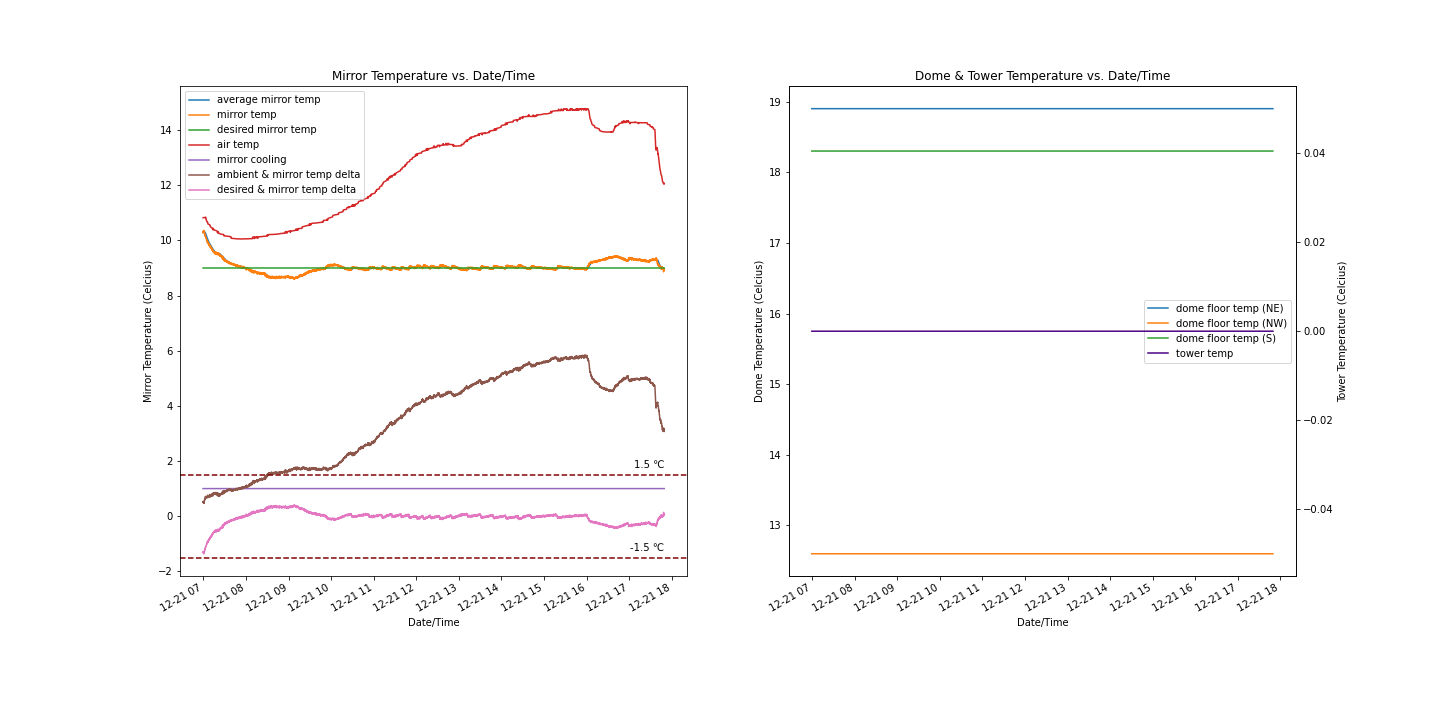 Mirror Temperature vs. Date/Time
average mirror temp
mirror temp
desired mirror temp
air temp
mirror cooling
ambient & mirror temp delta
desired & mirror temp delta
Mirror Temperature (Celcius)
14
12
10
8
6
4
2
0
−2
1.5 °C
-1.5 °C
12-21 07
12-21 08
12-21 09
12-21 10
12-21 11
12-21 12
12-21 13
12-21 14
12-21 15
12-21 16
12-21 17
12-21 18
Date/Time
Dome & Tower Temperature vs. Date/Time
Dome Temperature (Celcius)
19
18
17
16
15
14
13
dome floor temp (NE)
dome floor temp (NW)
dome floor temp (S)
tower temp
0.04
0.02
0.00
−0.02
−0.04
Tower Temperature (Celcius)
12-21 07
12-21 08
12-21 09
12-21 10
12-21 11
12-21 12
12-21 13
12-21 14
12-21 15
12-21 16
12-21 17
12-21 18
Date/Time